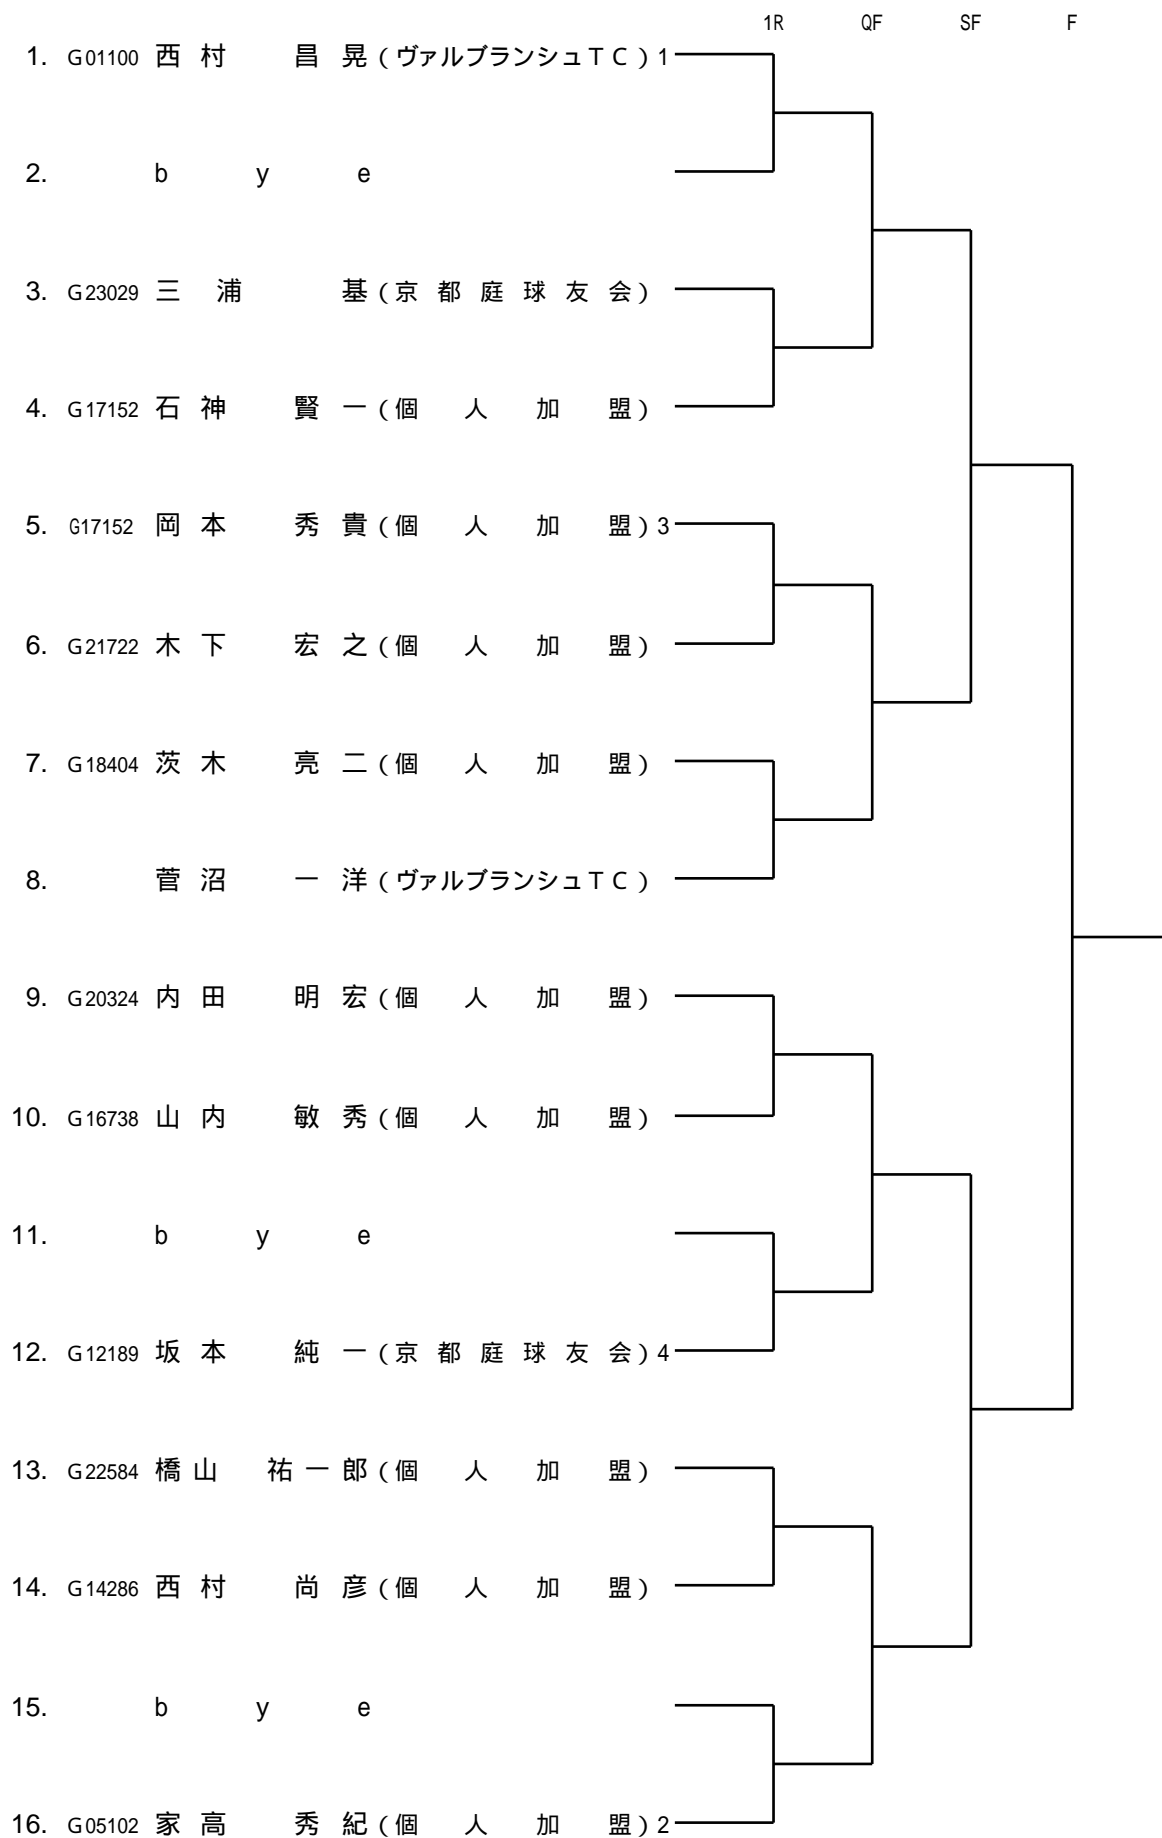 1R QF SF F
1. G01100 西村 昌晃(ヴァルブランシュTC)1
2. bye
3. G23029 三浦 基(京都庭球友会)
4. G17152 石神 賢一(個人加盟)
5. G17152 岡本 秀貴(個人加盟)3
6. G21722 木下 宏之(個人加盟)
7. G18404 茨木 亮二(個人加盟)
8. 菅沼 一洋(ヴァルブランシュTC)
9. G20324 内田 明宏(個人加盟)
10. G16738 山内 敏秀(個人加盟)
11. bye
12. G12189 坂本 純一(京都庭球友会)4
13. G22584 橋山 祐一郎(個人加盟)
14. G14286 西村 尚彦(個人加盟)
15. bye
16. G05102 家高 秀紀(個人加盟)2